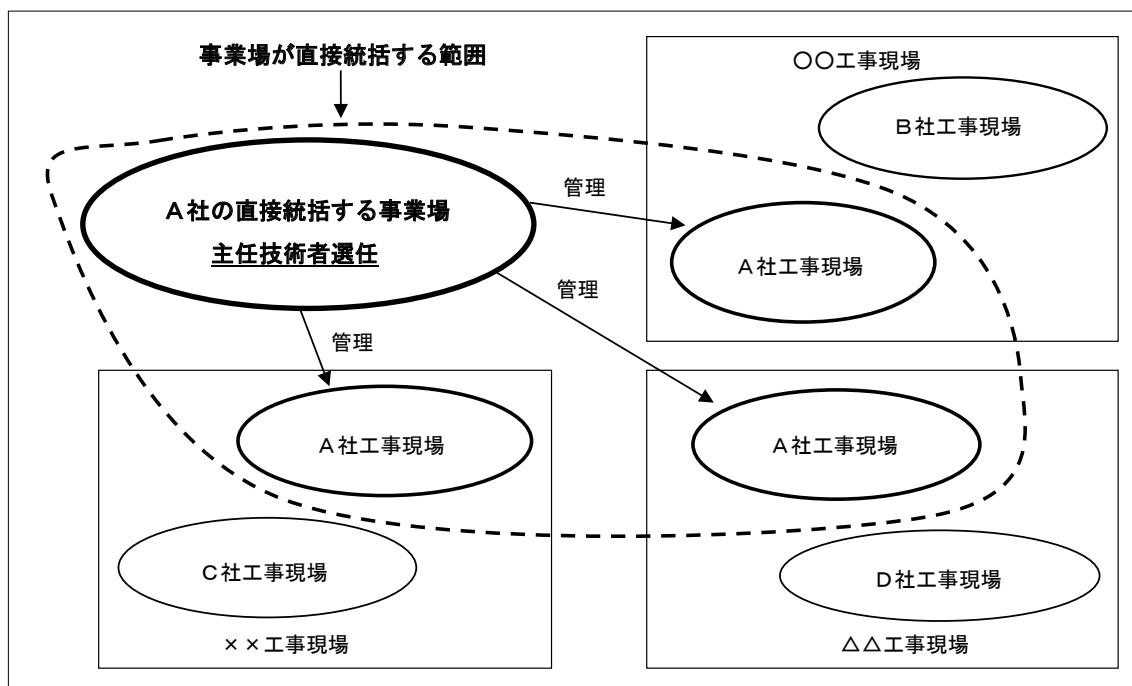 事業場が直接統括する範囲
○○工事現場
B社工事現場
管理
A社の直接統括する事業場
主任技術者選任
A社工事現場
管理
管理
A社工事現場
A社工事現場
C社工事現場
D社工事現場
××工事現場
△△工事現場